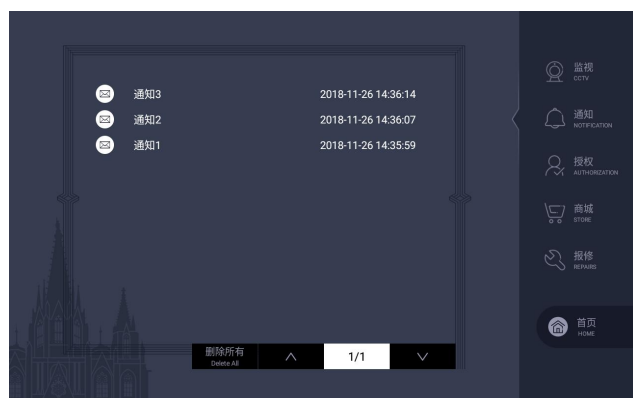 通知3 2018-11-26 14:36:14
通知2 2018-11-26 14:36:07
通知1 2018-11-26 14:35:59
删除所有
Delete All
1/1
监视
CCTV
通知
NOTIFICATION
授权
AUTHORIZATION
商城
STORE
报修
REPAIRS
首页
HOME